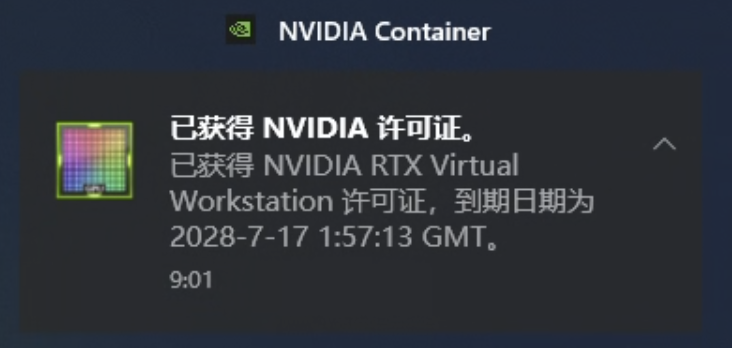 NVIDIA Container
已获得 NVIDIA 许可证。
已获得 NVIDIA RTX Virtual
Workstation 许可证，到期日期为
2028-7-17 1:57:13 GMT。
9:01